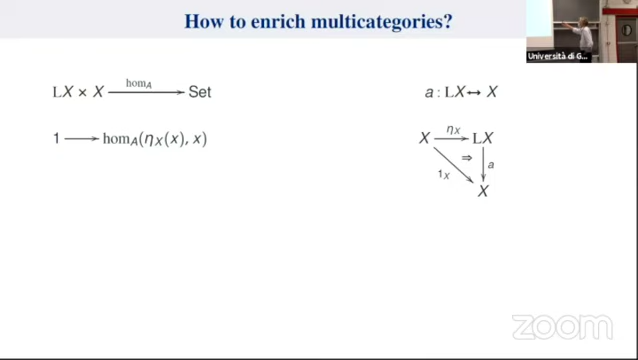 How to enrich multicategories?
Università di G...
LX × X ⟶ Set
hom_A
a : LX ⇸ X
1 ⟶ hom_A(η_X(x), x)
X ⟶ LX
η_X
⇒
a
1_X
X
zoom